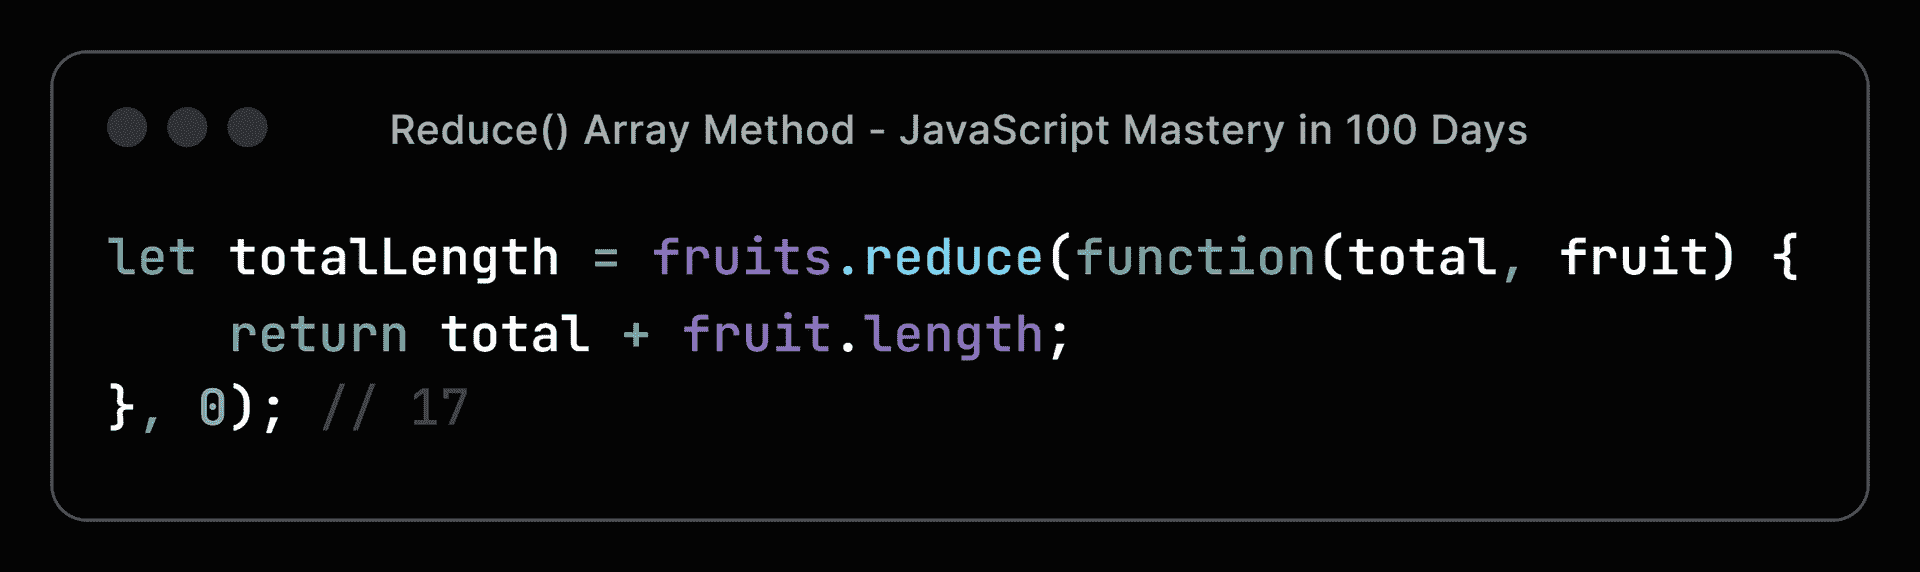 Reduce() Array Method - JavaScript Mastery in 100 Days
let totalLength = fruits.reduce(function(total, fruit) {
    return total + fruit.length;
}, 0); // 17